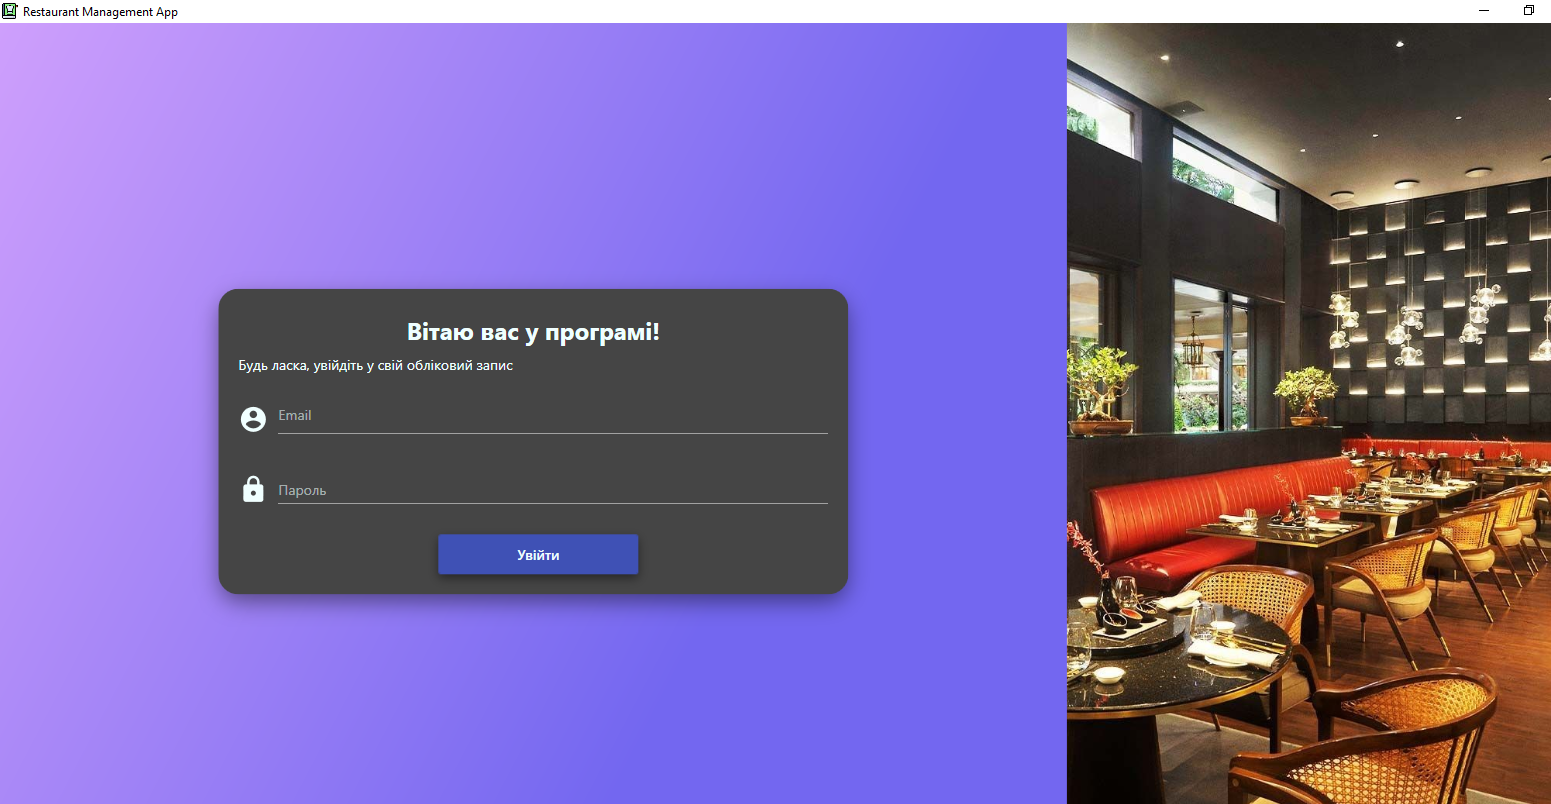 Restaurant Management App
Вітаю вас у програмі!
Будь ласка, увійдіть у свій обліковий запис
Email
Пароль
Увійти